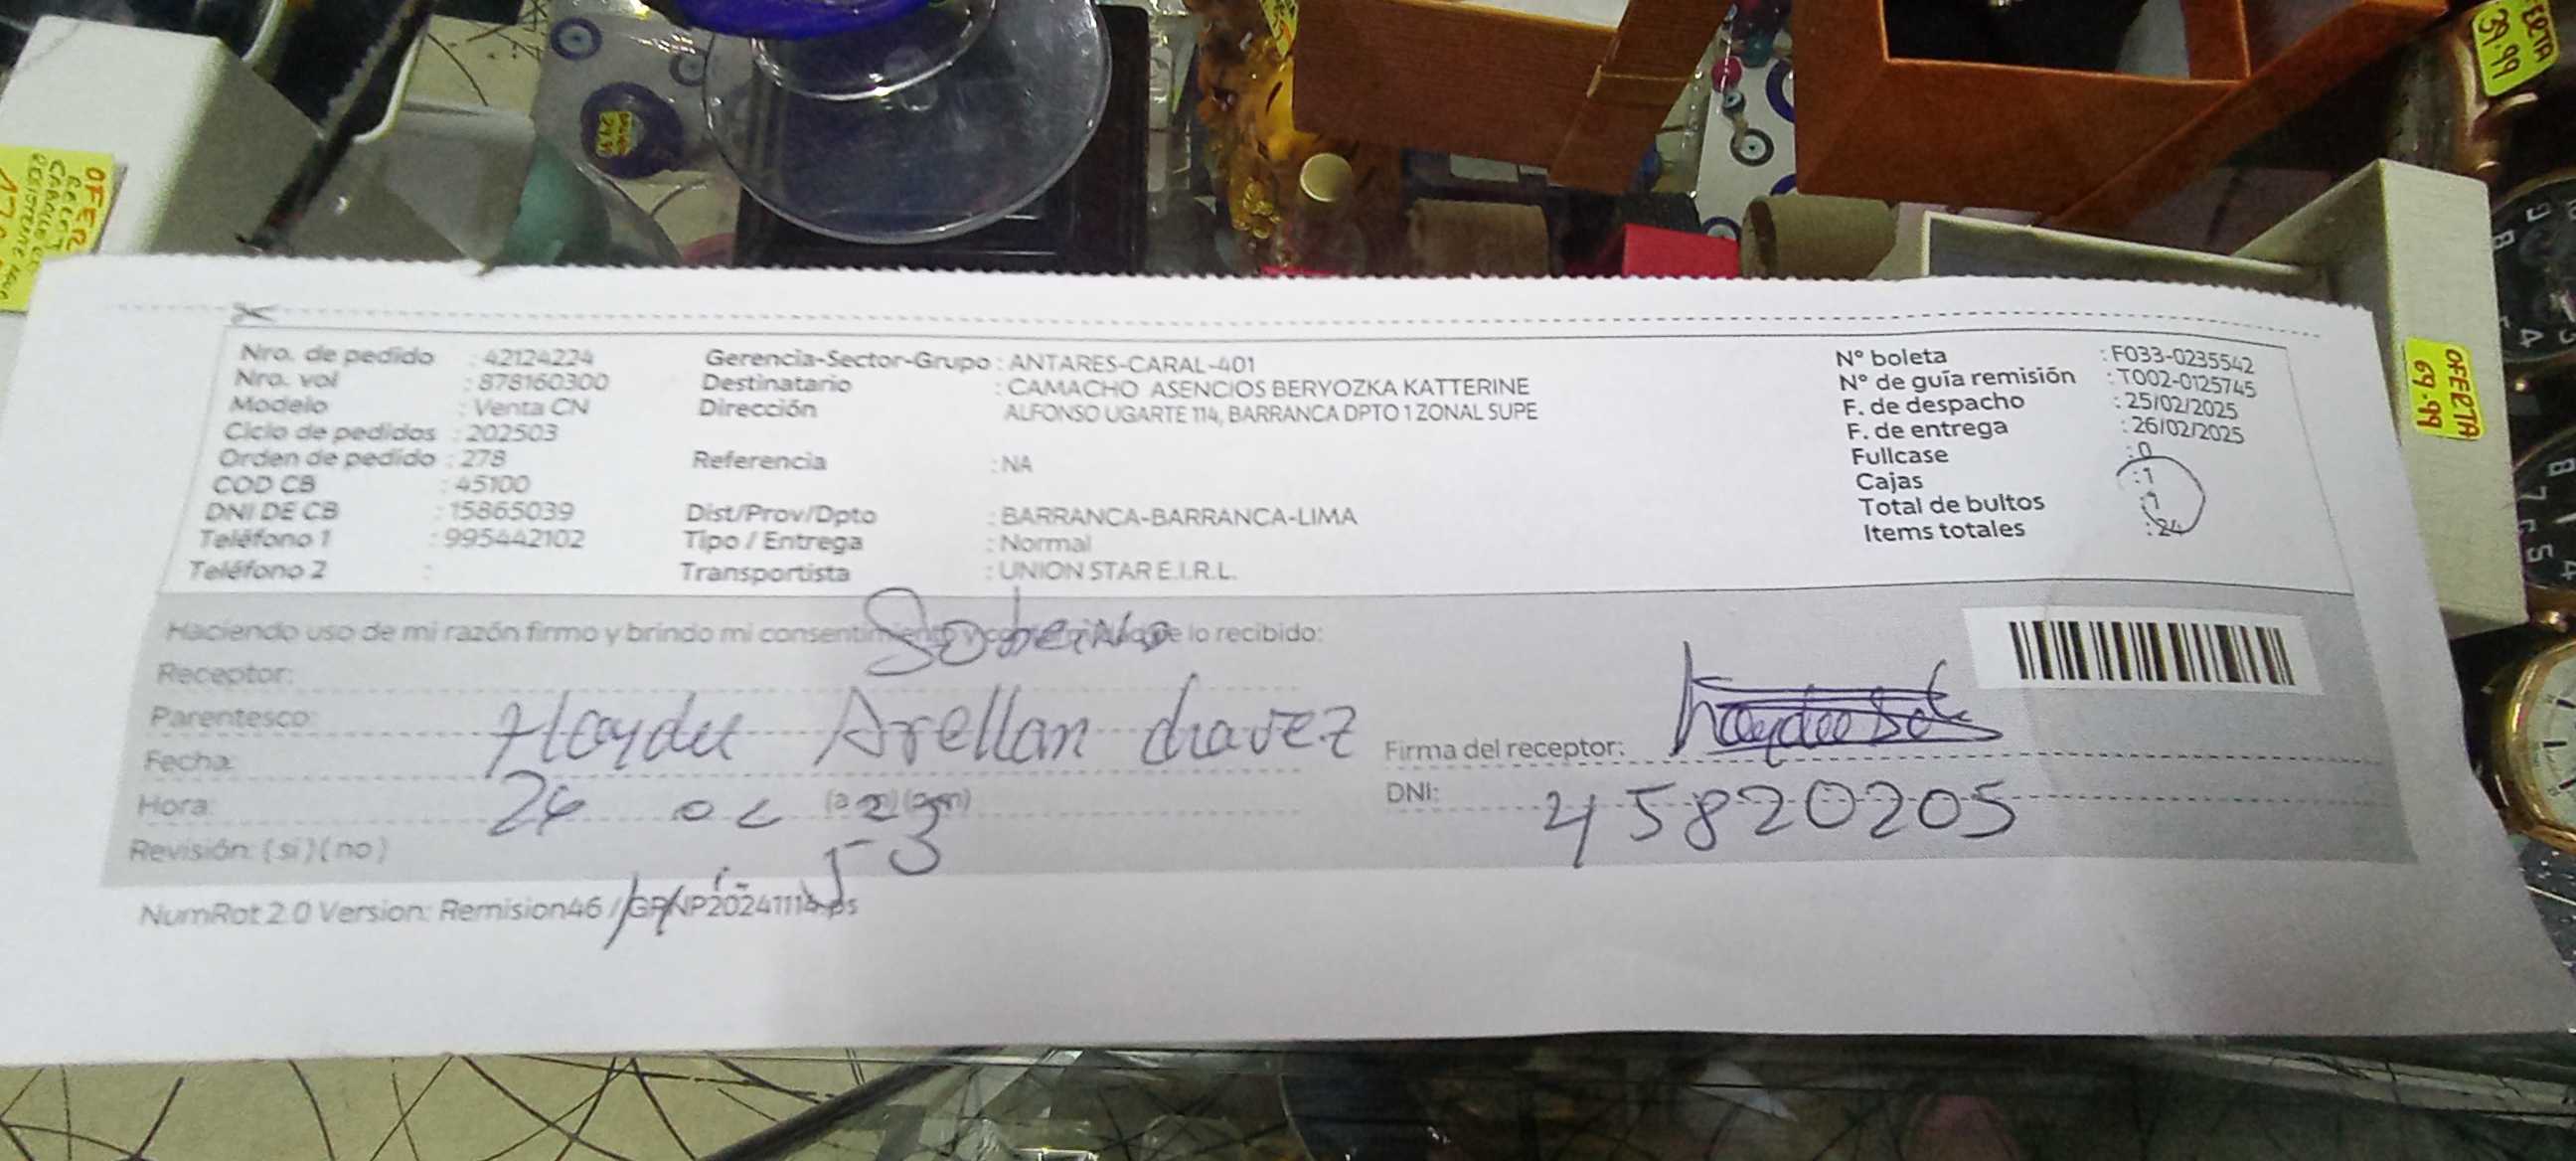 Nro. de pedido : 42124224 Gerencia-Sector-Grupo : ANTARES-CARAL-401 N° boleta : F033-0235542
Nro. vol : 878160300 Destinatario : CAMACHO ASENCIOS BERYOZKA KATTERINE N° de guía remisión : T002-0125745
Modelo : Venta CN Dirección ALFONSO UGARTE 114, BARRANCA DPTO 1 ZONAL SUPE F. de despacho : 25/02/2025
Ciclo de pedidos : 202503 F. de entrega : 26/02/2025
Orden de pedido : 278 Referencia : NA Fullcase : 0
COD CB : 45100 Cajas : 1
DNI DE CB : 15865039 Dist/Prov/Dpto : BARRANCA-BARRANCA-LIMA Total de bultos : 1
Teléfono 1 : 995442102 Tipo / Entrega : Normal Items totales : 24
Teléfono 2 : Transportista : UNION STAR E.I.R.L.
Haciendo uso de mi razón firmo y brindo mi consentimiento y lo recibido:
Receptor:
Parentesco: Arellan chavez
Firma del receptor:
Fecha:
Hora: 
DNI: 45820205
Revisión: (si) (no)
NumRot 2.0 Version: Remision46 /
OFERTA
39.99
OFERTA
69.99